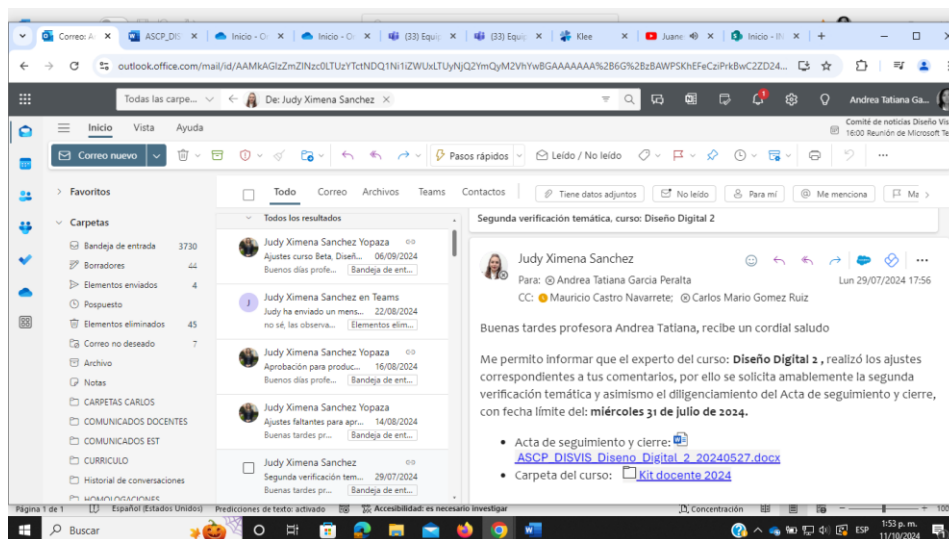 Correo: A
ASCP_DIS
Inicio - O
Inicio - O
(33) Equip
(33) Equip
Klee
Juane
Inicio - IN
outlook.office.com/mail/id/AAMkAGIzZmZINzc0LTUzYTctNDQ1Ni1iZWUxLTUyNjQ2YmQyM2VhYwBGAAAAAAA%2B6G%2BzBAWPSKhEFeCziPrkBwC2ZD24...
Todas las carpe...
De: Judy Ximena Sanchez
Andrea Tatiana Ga...
Inicio
Vista
Ayuda
Comité de noticias Diseño Vis
16:00 Reunión de Microsoft Te
Correo nuevo
Pasos rápidos
Leído / No leído
Favoritos
Carpetas
Bandeja de entrada 3730
Borradores 44
Elementos enviados 4
Pospuesto
Elementos eliminados 45
Correo no deseado 7
Archivo
Notas
CARPETAS CARLOS
COMUNICADOS DOCENTES
COMUNICADOS EST
CURRICULO
Historial de conversaciones
HOMOLOGACIONES
Todo
Correo
Archivos
Teams
Contactos
Tiene datos adjuntos
No leído
Para mí
Me menciona
Ma
Todos los resultados
Judy Ximena Sanchez Yopaza
Ajustes curso Beta, Diseñ... 06/09/2024
Buenos días profe... Bandeja de ent...
J
Judy Ximena Sanchez en Teams
Judy ha enviado un mens... 22/08/2024
no sé, las observa... Elementos elim...
Judy Ximena Sanchez Yopaza
Aprobación para produc... 16/08/2024
Buenos días profe... Bandeja de ent...
Judy Ximena Sanchez Yopaza
Ajustes faltantes para apr... 14/08/2024
Buenas tardes pr... Bandeja de ent...
Judy Ximena Sanchez
Segunda verificación tem... 29/07/2024
Buenas tardes pr... Bandeja de ent...
Segunda verificación temática, curso: Diseño Digital 2
Judy Ximena Sanchez
Para: Andrea Tatiana Garcia Peralta
Lun 29/07/2024 17:56
CC: Mauricio Castro Navarrete; Carlos Mario Gomez Ruiz
Buenas tardes profesora Andrea Tatiana, recibe un cordial saludo
Me permito informar que el experto del curso: Diseño Digital 2 , realizó los ajustes
correspondientes a tus comentarios, por ello se solicita amablemente la segunda
verificación temática y asimismo el diligenciamiento del Acta de seguimiento y cierre,
con fecha límite del: miércoles 31 de julio de 2024.
• Acta de seguimiento y cierre:
ASCP_DISVIS_Diseno_Digital_2_20240527.docx
• Carpeta del curso: Kit docente 2024
Página 1 de 1
Español (Estados Unidos)
Predicciones de texto: activado
Accesibilidad: es necesario investigar
Concentración
100
Buscar
ESP
1:53 p. m.
11/10/2024